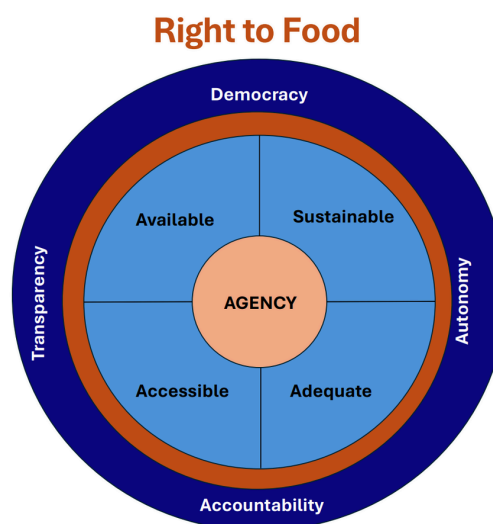 Right to Food
Democracy
Available
Sustainable
Transparency
AGENCY
Autonomy
Accessible
Adequate
Accountability